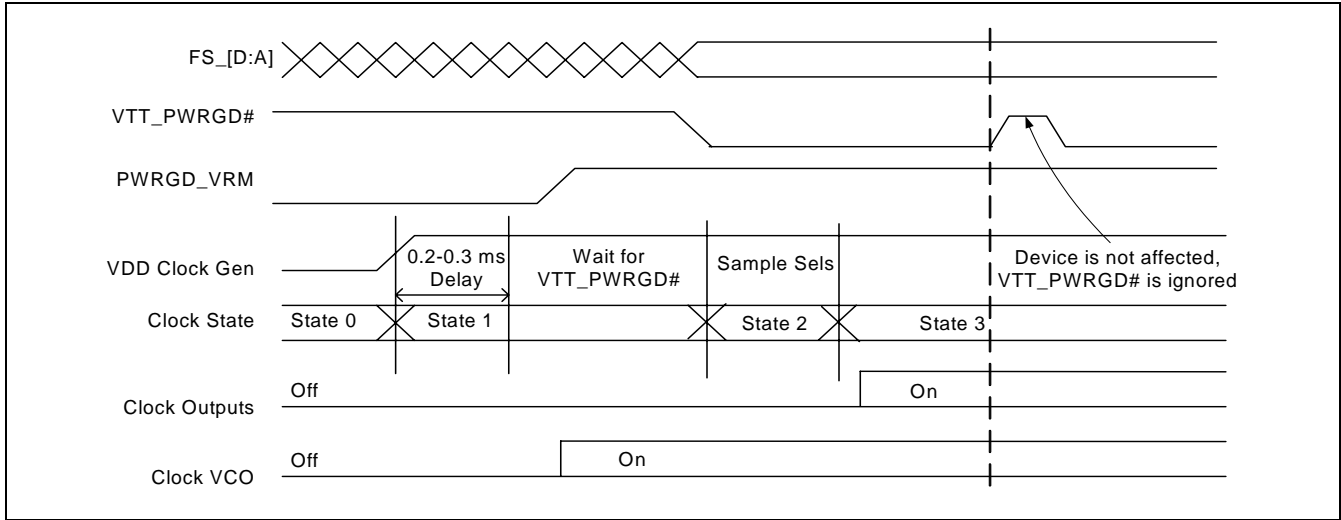 FS_[D:A]
VTT_PWRGD#
PWRGD_VRM
VDD Clock Gen
0.2-0.3 ms
Delay
Wait for
VTT_PWRGD#
Sample Sels
Device is not affected,
VTT_PWRGD# is ignored
Clock State
State 0
State 1
State 2
State 3
Clock Outputs
Off
On
Clock VCO
Off
On